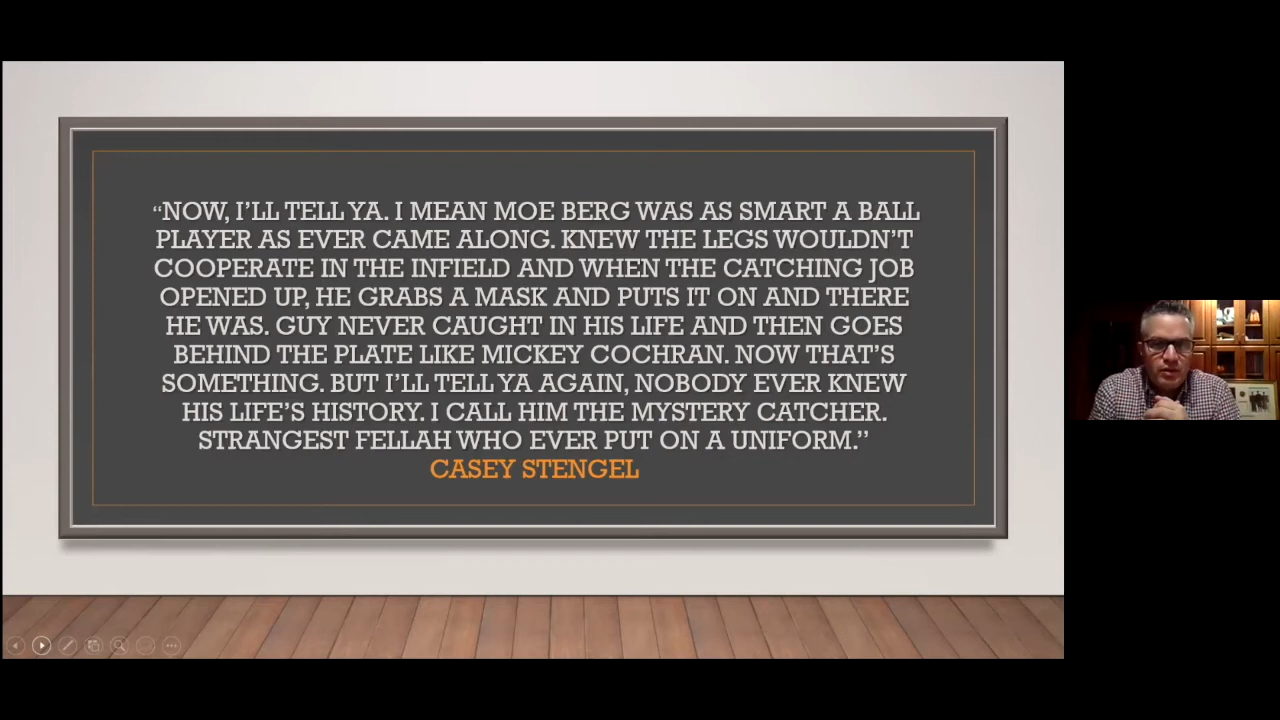 “NOW, I’LL TELL YA. I MEAN MOE BERG WAS AS SMART A BALL
PLAYER AS EVER CAME ALONG. KNEW THE LEGS WOULDN’T
COOPERATE IN THE INFIELD AND WHEN THE CATCHING JOB
OPENED UP, HE GRABS A MASK AND PUTS IT ON AND THERE
HE WAS. GUY NEVER CAUGHT IN HIS LIFE AND THEN GOES
BEHIND THE PLATE LIKE MICKEY COCHRAN. NOW THAT’S
SOMETHING. BUT I’LL TELL YA AGAIN, NOBODY EVER KNEW
HIS LIFE’S HISTORY. I CALL HIM THE MYSTERY CATCHER.
STRANGEST FELLAH WHO EVER PUT ON A UNIFORM.’’
CASEY STENGEL